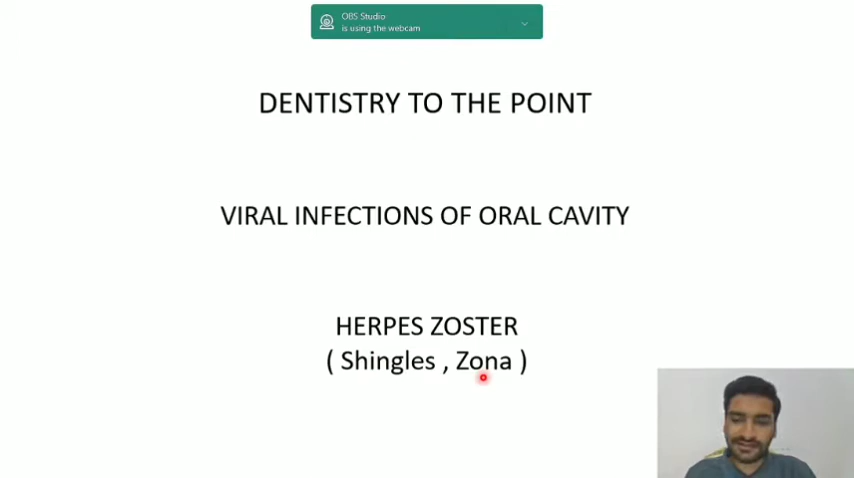 OBS Studio
is using the webcam
DENTISTRY TO THE POINT
VIRAL INFECTIONS OF ORAL CAVITY
HERPES ZOSTER
( Shingles , Zona )